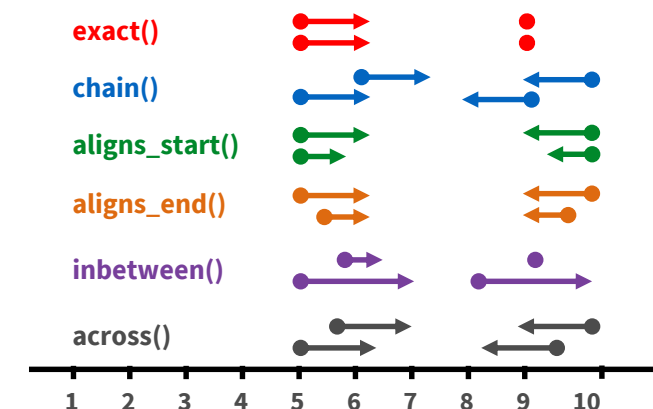 exact()
chain()
aligns_start()
aligns_end()
inbetween()
across()
1 2 3 4 5 6 7 8 9 10